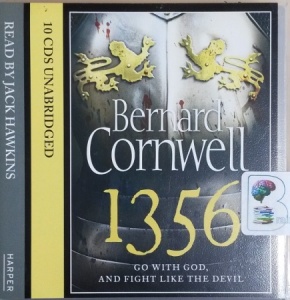 READ BY JACK HAWKINS
HARPER
10 CDS UNABRIDGED
Bernard
Cornwell
1356
GO WITH GOD,
AND FIGHT LIKE THE DEVIL